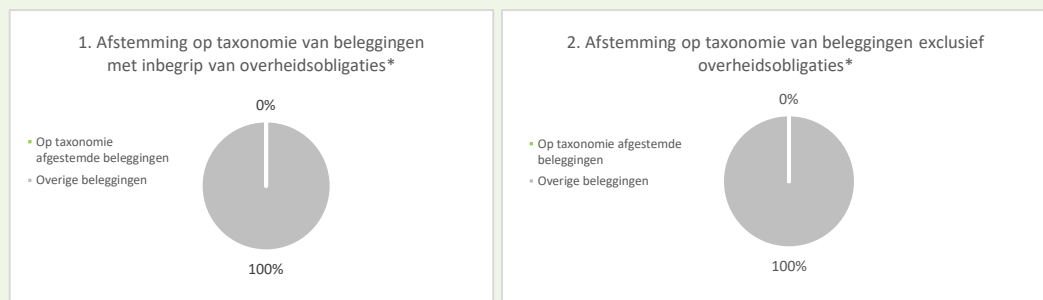 1. Afstemming op taxonomie van beleggingen
met inbegrip van overheidsobligaties*
0%
Op taxonomie
afgestemde beleggingen
Overige beleggingen
100%
2. Afstemming op taxonomie van beleggingen exclusief
overheidsobligaties*
0%
Op taxonomie afgestemde
beleggingen
Overige beleggingen
100%